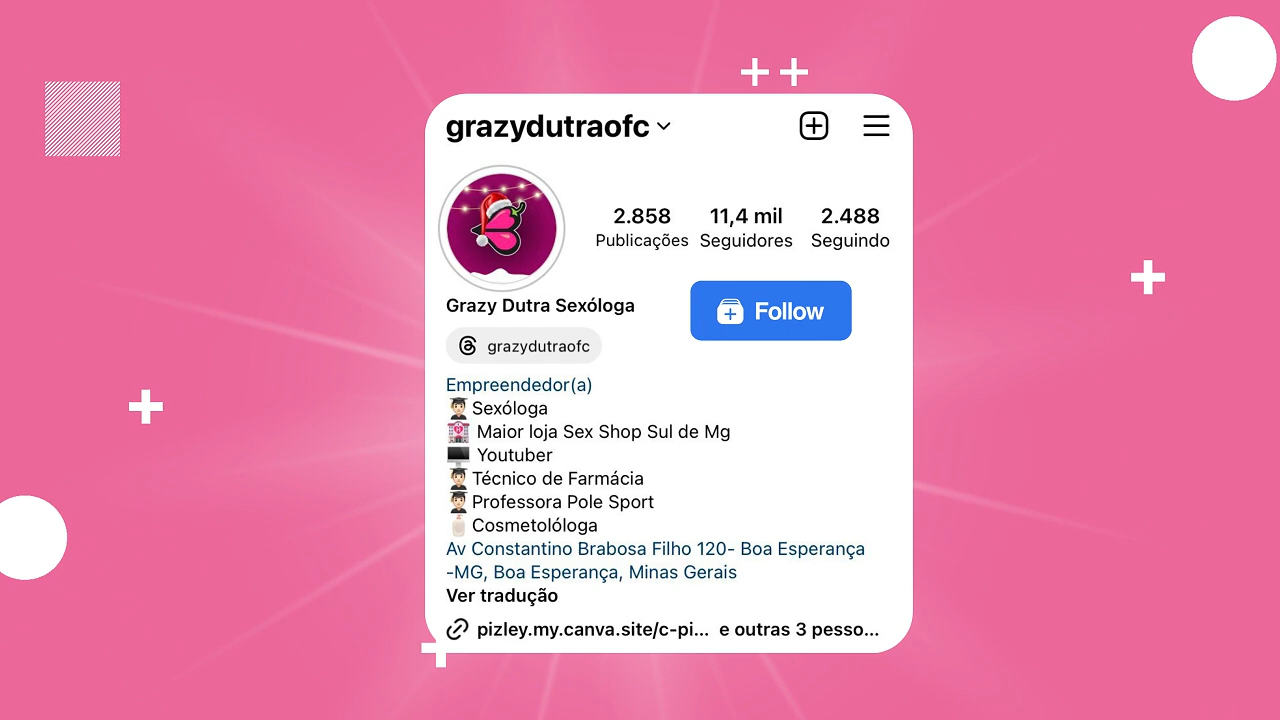 grazydutraofc
2.858 11,4 mil 2.488
Publicações Seguidores Seguindo
Grazy Dutra Sexóloga
Follow
grazydutraofc
Empreendedor(a)
Sexóloga
Maior loja Sex Shop Sul de Mg
Youtuber
Técnico de Farmácia
Professora Pole Sport
Cosmetolóloga
Av Constantino Brabosa Filho 120- Boa Esperança
-MG, Boa Esperança, Minas Gerais
Ver tradução
pizley.my.canva.site/c-pi... e outras 3 pesso...